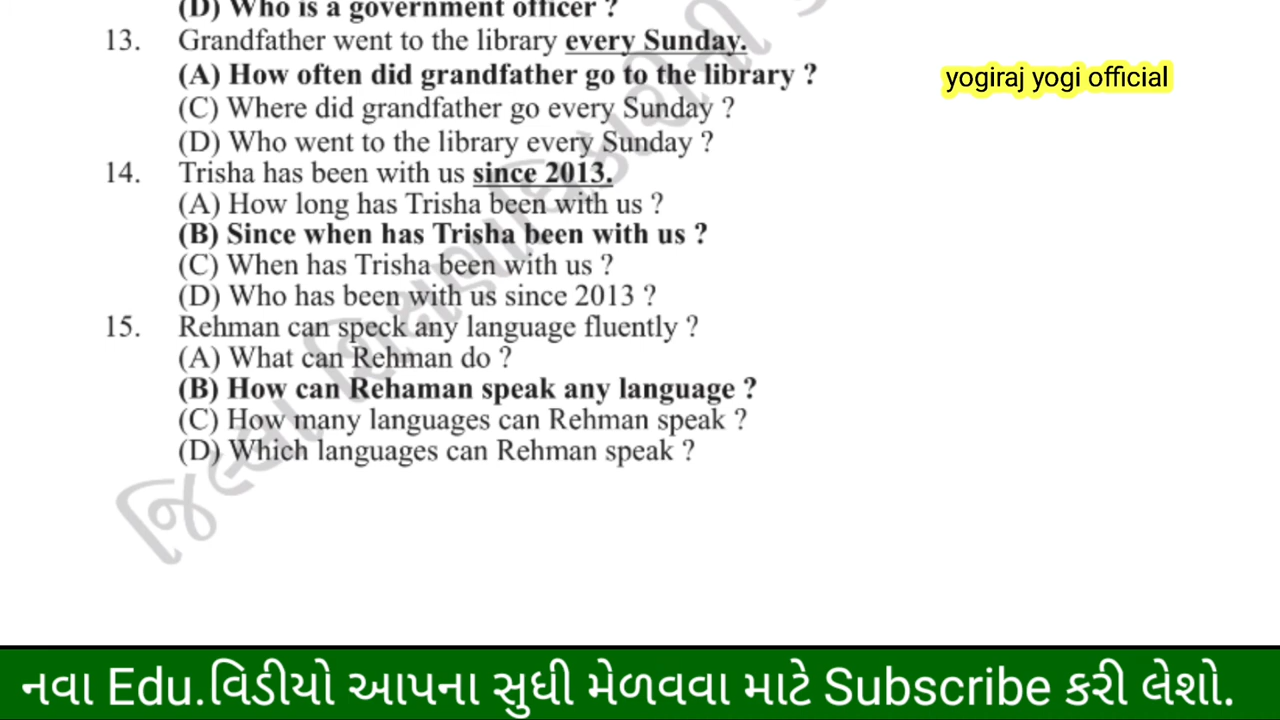 (D) Who is a government officer ?
13. Grandfather went to the library every Sunday.
(A) How often did grandfather go to the library ?
yogiraj yogi official
(C) Where did grandfather go every Sunday ?
(D) Who went to the library every Sunday ?
14. Trisha has been with us since 2013.
(A) How long has Trisha been with us ?
(B) Since when has Trisha been with us ?
(C) When has Trisha been with us ?
(D) Who has been with us since 2013 ?
15. Rehman can speck any language fluently ?
(A) What can Rehman do ?
(B) How can Rehaman speak any language ?
(C) How many languages can Rehman speak ?
(D) Which languages can Rehman speak ?
નવા Edu.વિડીયો આપના સુધી મેળવવા માટે Subscribe કરી લેશો.